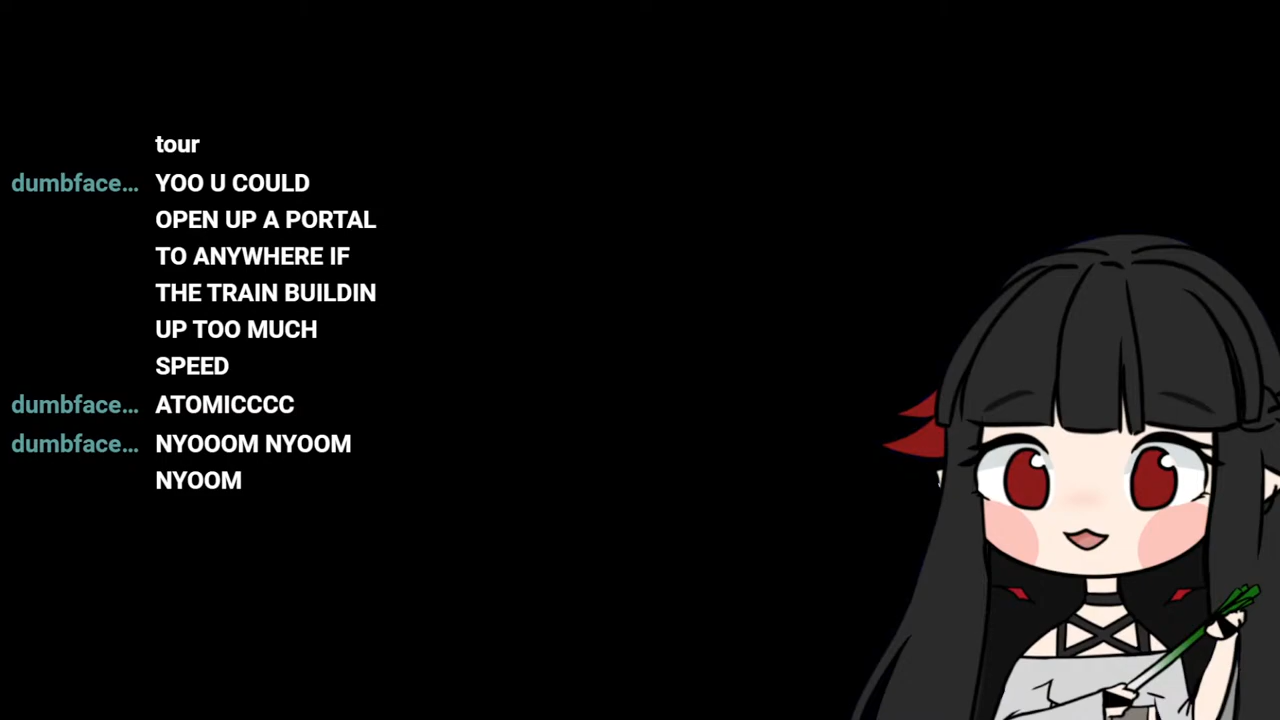 tour
dumbface… YOO U COULD
OPEN UP A PORTAL
TO ANYWHERE IF
THE TRAIN BUILDIN
UP TOO MUCH
SPEED
dumbface… ATOMICCCC
dumbface… NYOOOM NYOOM
NYOOM